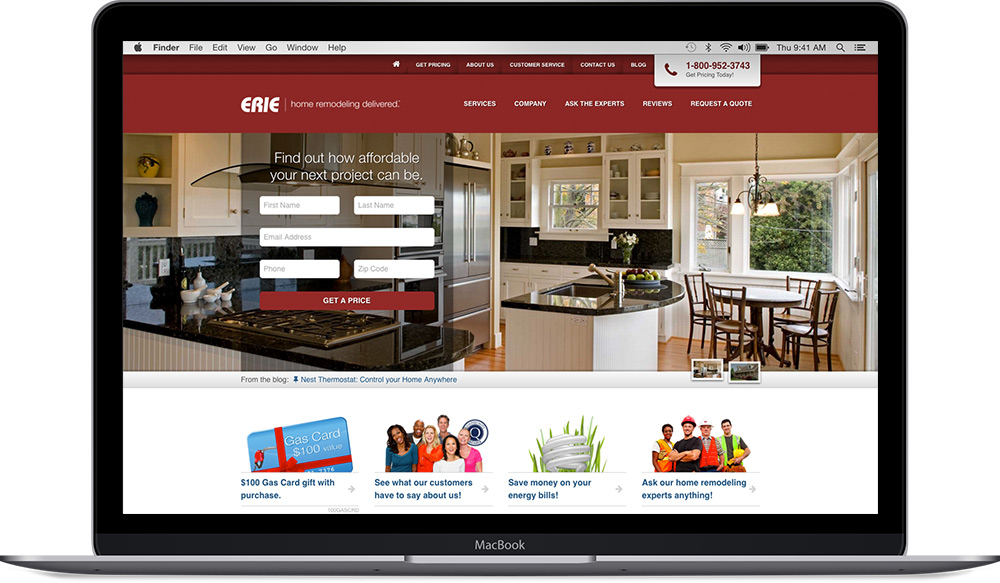 Finder File Edit View Go Window Help Thu 9:41 AM
GET PRICING ABOUT US CUSTOMER SERVICE CONTACT US BLOG
1-800-952-3743
Get Pricing Today!
ERIE home remodeling delivered.
SERVICES COMPANY ASK THE EXPERTS REVIEWS REQUEST A QUOTE
Find out how affordable
your next project can be.
First Name Last Name
Email Address
Phone Zip Code
GET A PRICE
From the blog: Nest Thermostat: Control your Home Anywhere
Gas Card
$100 value
$100 Gas Card gift with
purchase.
100GASCRD
See what our customers
have to say about us!
Save money on your
energy bills!
Ask our home remodeling
experts anything!
MacBook